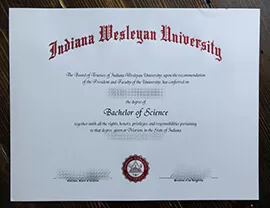 Indiana Wesleyan University
The Board of Trustees of Indiana Wesleyan University, upon the recommendation
of the President and Faculty of the University, has conferred on
the degree of
Bachelor of Science
together with all the rights, honors, privileges and responsibilities pertaining
to that degree, given at Marion, in the State of Indiana